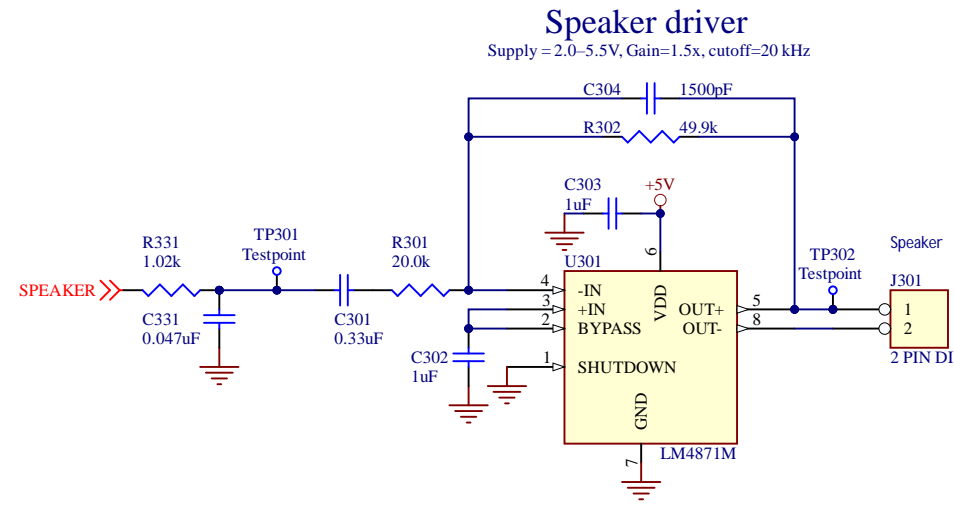 Speaker driver
Supply = 2.0–5.5V, Gain=1.5x, cutoff=20 kHz
C304
1500pF
R302
49.9k
C303
1uF
+5V
6
U301
R331
1.02k
TP301
Testpoint
R301
20.0k
TP302
Testpoint
Speaker
J301
SPEAKER
4
-IN
3
+IN
2
BYPASS
1
SHUTDOWN
VDD
OUT+
5
OUT-
8
1
2
C331
0.047uF
C301
0.33uF
C302
1uF
2 PIN DI
GND
7
LM4871M